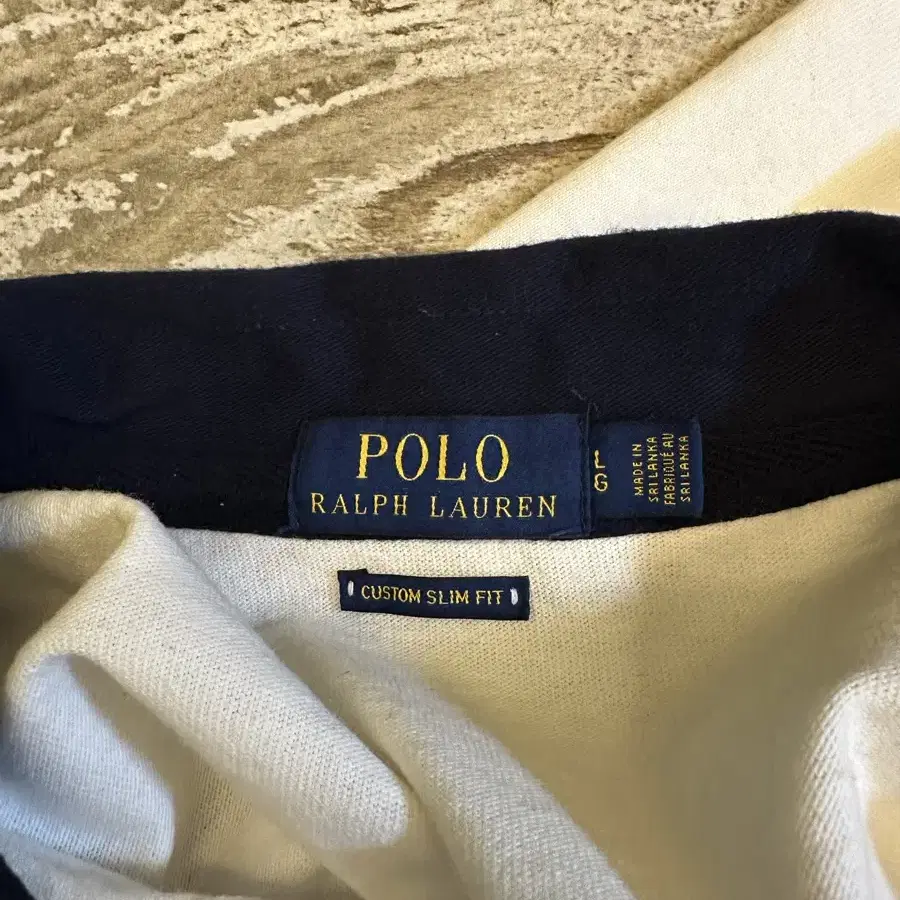 POLO
RALPH LAUREN
L
G
MADE IN
SRI LANKA
FABRIQUÉ AU
SRI LANKA
CUSTOM SLIM FIT